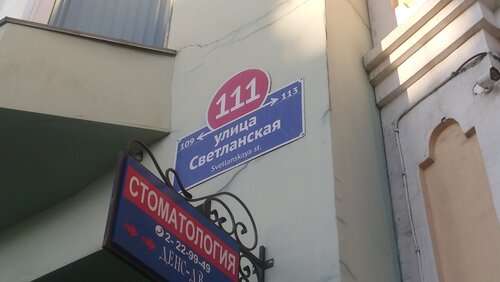 111
109 улица 113
Светланская
Svetlanskaya st.
СТОМАТОЛОГИЯ
2-22-99-49